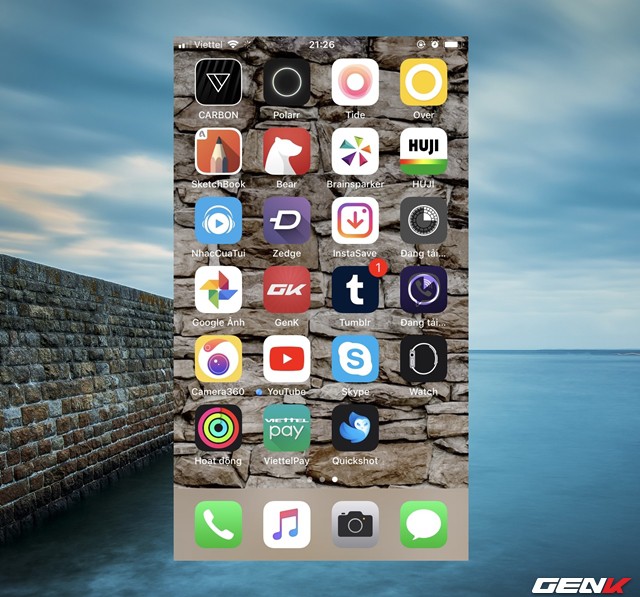 Viettel 21:26
CARBON Polarr Tide Over
HUJI
SketchBook Bear Brainsparker HUJI
NhacCuaTui Zedge InstaSave Đang tải...
GK t 1
Google Ảnh GenK Tumblr Đang tải...
S
Camera360 YouTube Skype Watch
VIETTEL
pay
Hoạt động ViettelPay Quickshot
GENK